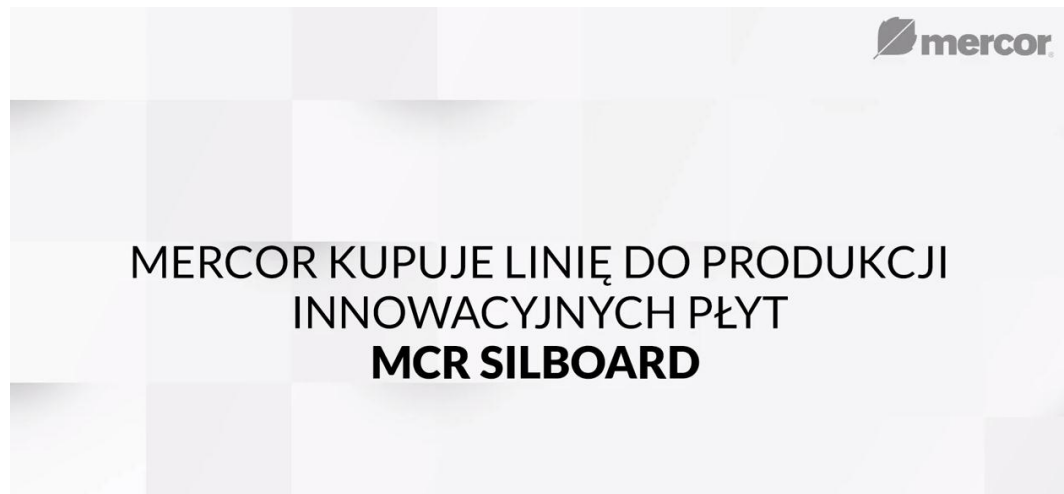 mercor
MERCOR KUPUJE LINIĘ DO PRODUKCJI
INNOWACYJNYCH PŁYT
MCR SILBOARD